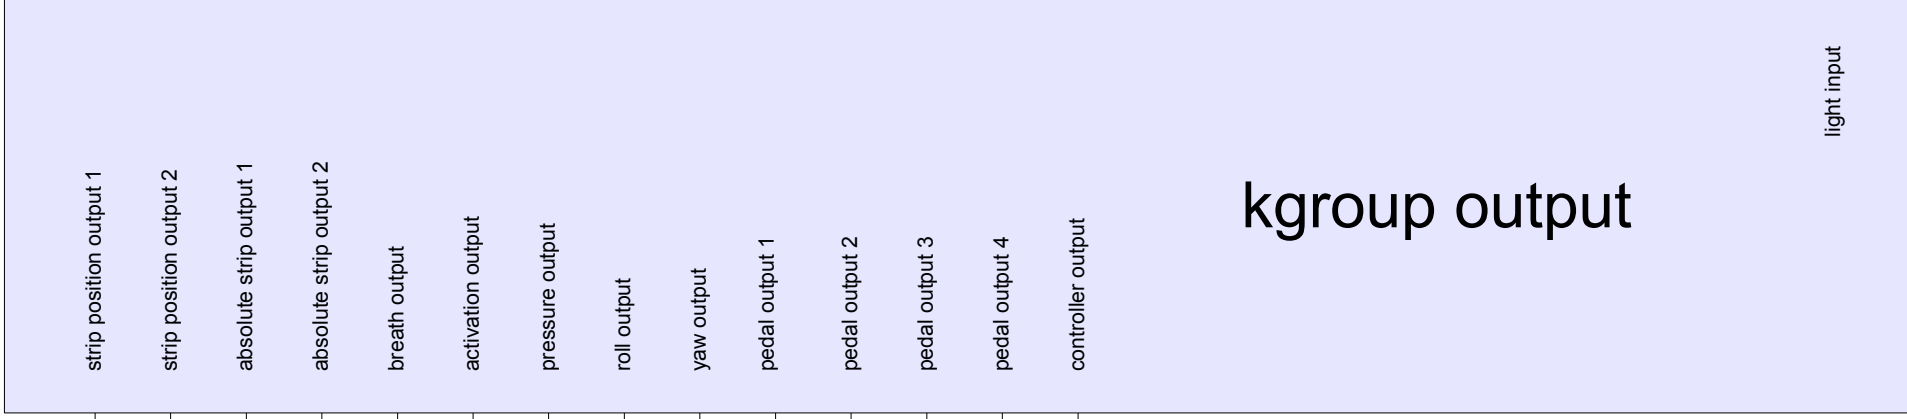 strip position output 1
strip position output 2
absolute strip output 1
absolute strip output 2
breath output
activation output
pressure output
roll output
yaw output
pedal output 1
pedal output 2
pedal output 3
pedal output 4
controller output
kgroup output
light input